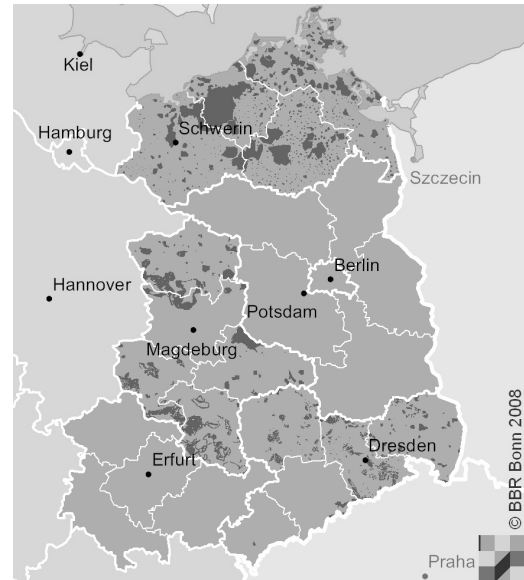 Kiel
Hamburg
Schwerin
Szczecin
Hannover
Berlin
Potsdam
Magdeburg
Dresden
Erfurt
Praha
© BBR Bonn 2008